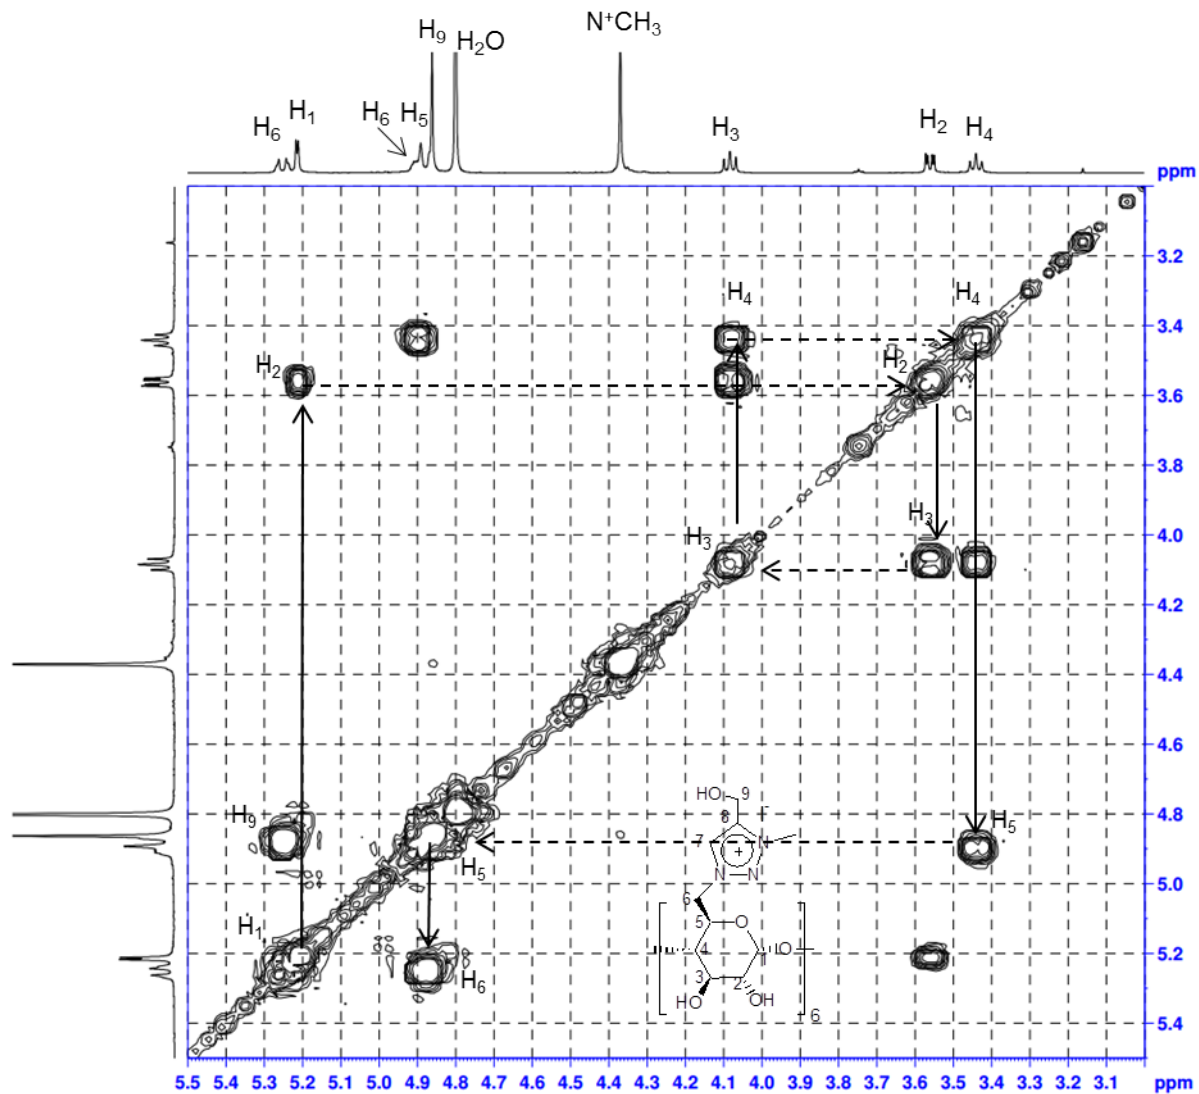 N⁺CH₃
H₉
H₂O
H₆
H₁
H₆
H₅
H₃
H₂
H₄
ppm
3.2
H₄
H₄
3.4
H₂
H₂
3.6
3.8
H₃
4.0
H₃
4.2
4.4
4.6
HO
9
8
H₉
4.8
H₅
7
N
+
H₅
N
N
5.0
6
5
O
H₁
4
1
O
5.2
3
2
H₆
HO
OH
6
5.4
5.5 5.4 5.3 5.2 5.1 5.0 4.9 4.8 4.7 4.6 4.5 4.4 4.3 4.2 4.1 4.0 3.9 3.8 3.7 3.6 3.5 3.4 3.3 3.2 3.1 ppm